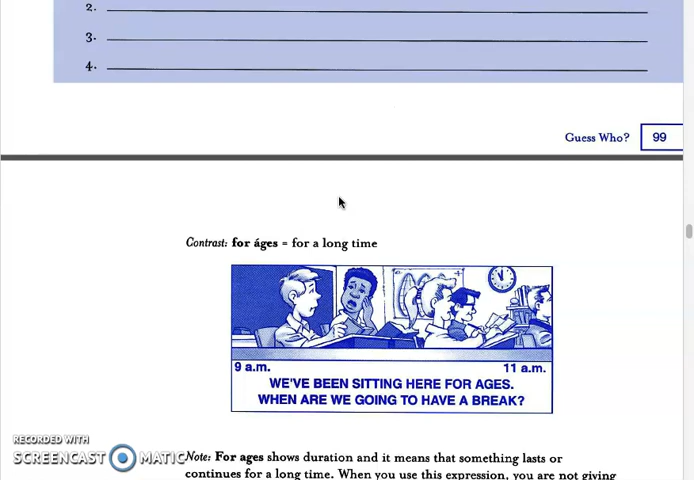 2.
3.
4.
Guess Who? 99
Contrast: for áges = for a long time
9 a.m. 11 a.m.
WE'VE BEEN SITTING HERE FOR AGES.
WHEN ARE WE GOING TO HAVE A BREAK?
RECORDED WITH
SCREENCAST MATIC
Note: For ages shows duration and it means that something lasts or
continues for a long time. When you use this expression, you are not giving